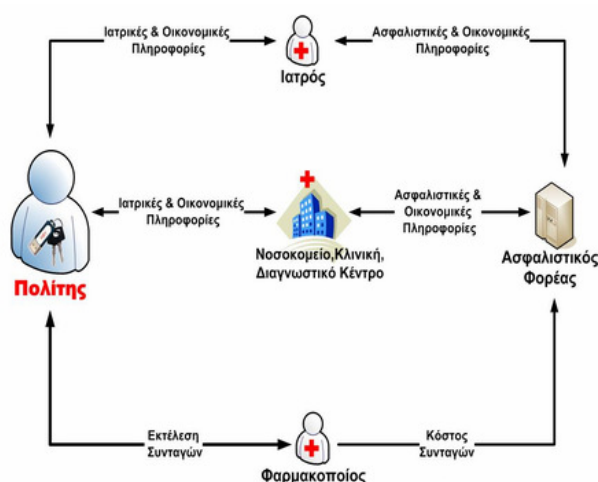 Ιατρικές & Οικονομικές
Πληροφορίες
Ασφαλιστικές & Οικονομικές
Πληροφορίες
Ιατρός
Ιατρικές & Οικονομικές
Πληροφορίες
Ασφαλιστικές &
Οικονομικές
Πληροφορίες
Νοσοκομείο,Κλινική,
Διαγνωστικό Κέντρο
Ασφαλιστικός
Φορέας
Πολίτης
Εκτέλεση
Συνταγών
Κόστος
Συνταγών
Φαρμακοποίος